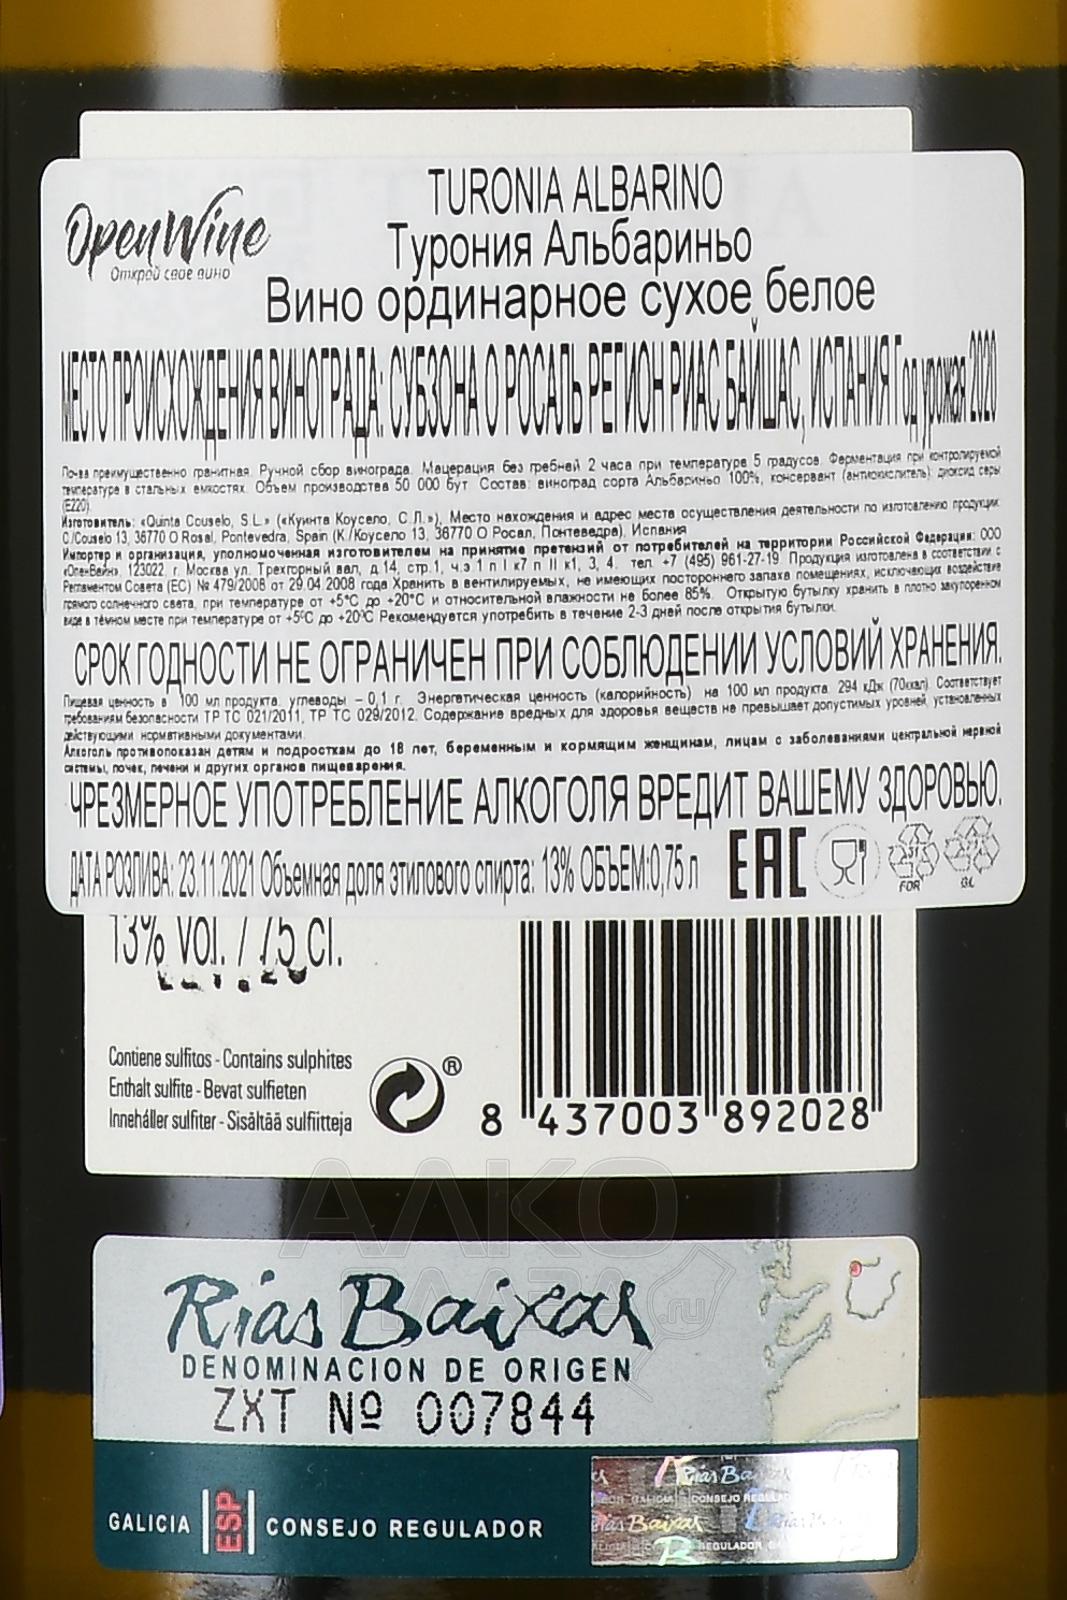 OpenWine
Открой свое вино
TURONIA ALBARINO
Турония Альбариньо
Вино ординарное сухое белое
МЕСТО ПРОИСХОЖДЕНИЯ ВИНОГРАДА: СУБЗОНА О РОСАЛЬ РЕГИОН РИАС БАЙШАС, ИСПАНИЯ Год урожая 2020
Почва преимущественно гранитная. Ручной сбор винограда. Мацерация без гребней 2 часа при температуре 5 градусов. Ферментация при контролируемой
температуре в стальных емкостях. Объем производства 50 000 бут. Состав: виноград сорта Альбариньо 100%, консервант (антиокислитель): диоксид серы
(E220).
Изготовитель: «Quinta Couselo, S.L.» («Куинта Коусело, С.Л.»), Место нахождения и адрес места осуществления деятельности по изготовлению продукции:
C/Couselo 13, 36770 O Rosal, Pontevedra, Spain (К./Коусело 13, 36770 О Росал, Понтеведра), Испания
Импортер и организация, уполномоченная изготовителем на принятие претензий от потребителей на территории Российской Федерации: ООО
«ОпенВайн», 123022, г. Москва ул. Трехгорный вал, д.14, стр.1, ч.э 1 п I к7 п II к1, 3, 4. тел. +7 (495) 961-27-19. Продукция изготовлена в соответствии с
Регламентом Совета (ЕС) № 479/2008 от 29.04.2008 года Хранить в вентилируемых, не имеющих постороннего запаха помещениях, исключающих воздействие
прямого солнечного света, при температуре от +5°С до +20°С и относительной влажности не более 85%. Открытую бутылку хранить в плотно закупоренном
виде в тёмном месте при температуре от +5°С до +20°С Рекомендуется употребить в течение 2-3 дней после открытия бутылки.
СРОК ГОДНОСТИ НЕ ОГРАНИЧЕН ПРИ СОБЛЮДЕНИИ УСЛОВИЙ ХРАНЕНИЯ.
Пищевая ценность в 100 мл продукта: углеводы – 0,1 г. Энергетическая ценность (калорийность) на 100 мл продукта: 294 кДж (70ккал). Соответствует
требованиям безопасности ТР ТС 021/2011, ТР ТС 029/2012. Содержание вредных для здоровья веществ не превышает допустимых уровней, установленных
действующими нормативными документами.
Алкоголь противопоказан детям и подросткам до 18 лет, беременным и кормящим женщинам, лицам с заболеваниями центральной нервной
системы, почек, печени и других органов пищеварения.
ЧРЕЗМЕРНОЕ УПОТРЕБЛЕНИЕ АЛКОГОЛЯ ВРЕДИТ ВАШЕМУ ЗДОРОВЬЮ.
ДАТА РОЗЛИВА: 23.11.2021 Объемная доля этилового спирта: 13% ОБЪЕМ:0,75 л
EAC
51
FOR
GL
13% Vol. / 75 cl.
Contiene sulfitos - Contains sulphites
Enthalt sulfite - Bevat sulfieten
Innehåller sulfiter - Sisältää sulfiitteja
®
8 437003 892028
АЛКО
ПЛАЗА.ru
Rías Baixas
DENOMINACION DE ORIGEN
ZXT Nº 007844
GALICIA ESP CONSEJO REGULADOR
Rías Baixas
CONSEJO REGULADOR
Rías Baixas
REGULADOR